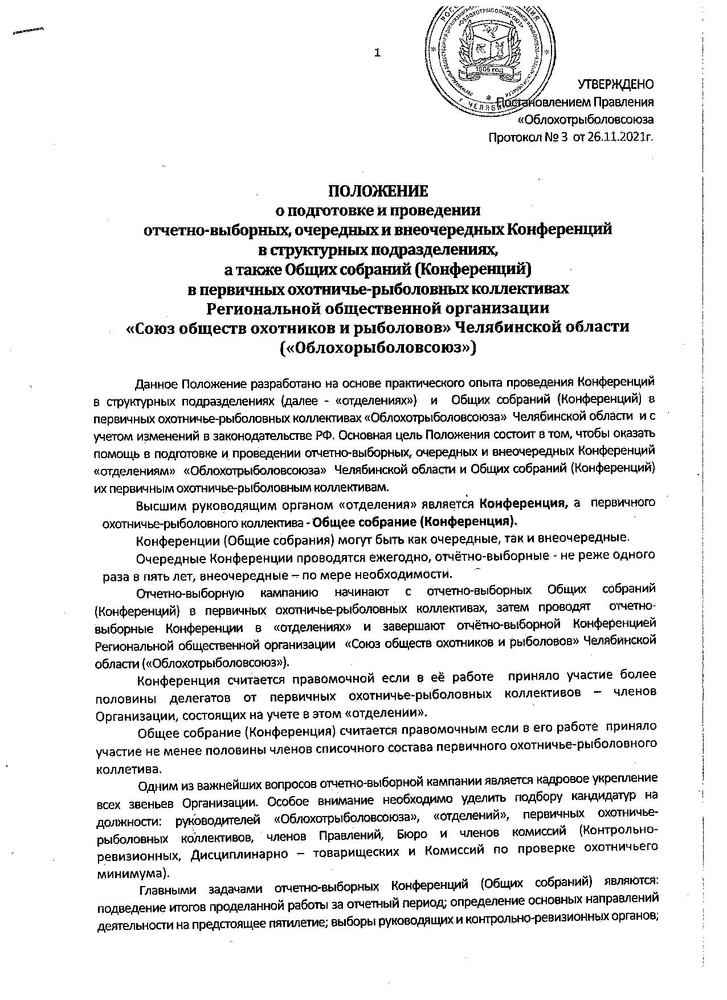 1
1905 год
УТВЕРЖДЕНО
Постановлением Правления
«Облохотрыболовсоюза
Протокол № 3 от 26.11.2021г.
ПОЛОЖЕНИЕ
о подготовке и проведении
отчетно-выборных, очередных и внеочередных Конференций
в структурных подразделениях,
а также Общих собраний (Конференций)
в первичных охотничье-рыболовных коллективах
Региональной общественной организации
«Союз обществ охотников и рыболовов» Челябинской области
(«Облохорыболовсоюз»)
Данное Положение разработано на основе практического опыта проведения Конференций
в структурных подразделениях (далее - «отделениях») и Общих собраний (Конференций) в
первичных охотничье-рыболовных коллективах «Облохотрыболовсоюза» Челябинской области и с
учетом изменений в законодательстве РФ. Основная цель Положения состоит в том, чтобы оказать
помощь в подготовке и проведении отчетно-выборных, очередных и внеочередных Конференций
«отделениям» «Облохотрыболовсоюза» Челябинской области и Общих собраний (Конференций)
их первичным охотничье-рыболовным коллективам.
Высшим руководящим органом «отделения» является Конференция, а первичного
охотничье-рыболовного коллектива - Общее собрание (Конференция).
Конференции (Общие собрания) могут быть как очередные, так и внеочередные.
Очередные Конференции проводятся ежегодно, отчётно-выборные - не реже одного
раза в пять лет, внеочередные – по мере необходимости.
Отчетно-выборную кампанию начинают с отчетно-выборных Общих собраний
(Конференций) в первичных охотничье-рыболовных коллективах, затем проводят отчетно-
выборные Конференции в «отделениях» и завершают отчётно-выборной Конференцией
Региональной общественной организации «Союз обществ охотников и рыболовов» Челябинской
области («Облохотрыболовсоюз»).
Конференция считается правомочной если в её работе приняло участие более
половины делегатов от первичных охотничье-рыболовных коллективов – членов
Организации, состоящих на учете в этом «отделении».
Общее собрание (Конференция) считается правомочным если в его работе приняло
участие не менее половины членов списочного состава первичного охотничье-рыболовного
коллетива.
Одним из важнейших вопросов отчетно-выборной кампании является кадровое укрепление
всех звеньев Организации. Особое внимание необходимо уделить подбору кандидатур на
должности: руководителей «Облохотрыболовсоюза», «отделений», первичных охотничье-
рыболовных коллективов, членов Правлений, Бюро и членов комиссий (Контрольно-
ревизионных, Дисциплинарно – товарищеских и Комиссий по проверке охотничьего
минимума).
Главными задачами отчетно-выборных Конференций (Общих собраний) являются:
подведение итогов проделанной работы за отчетный период; определение основных направлений
деятельности на предстоящее пятилетие; выборы руководящих и контрольно-ревизионных органов;